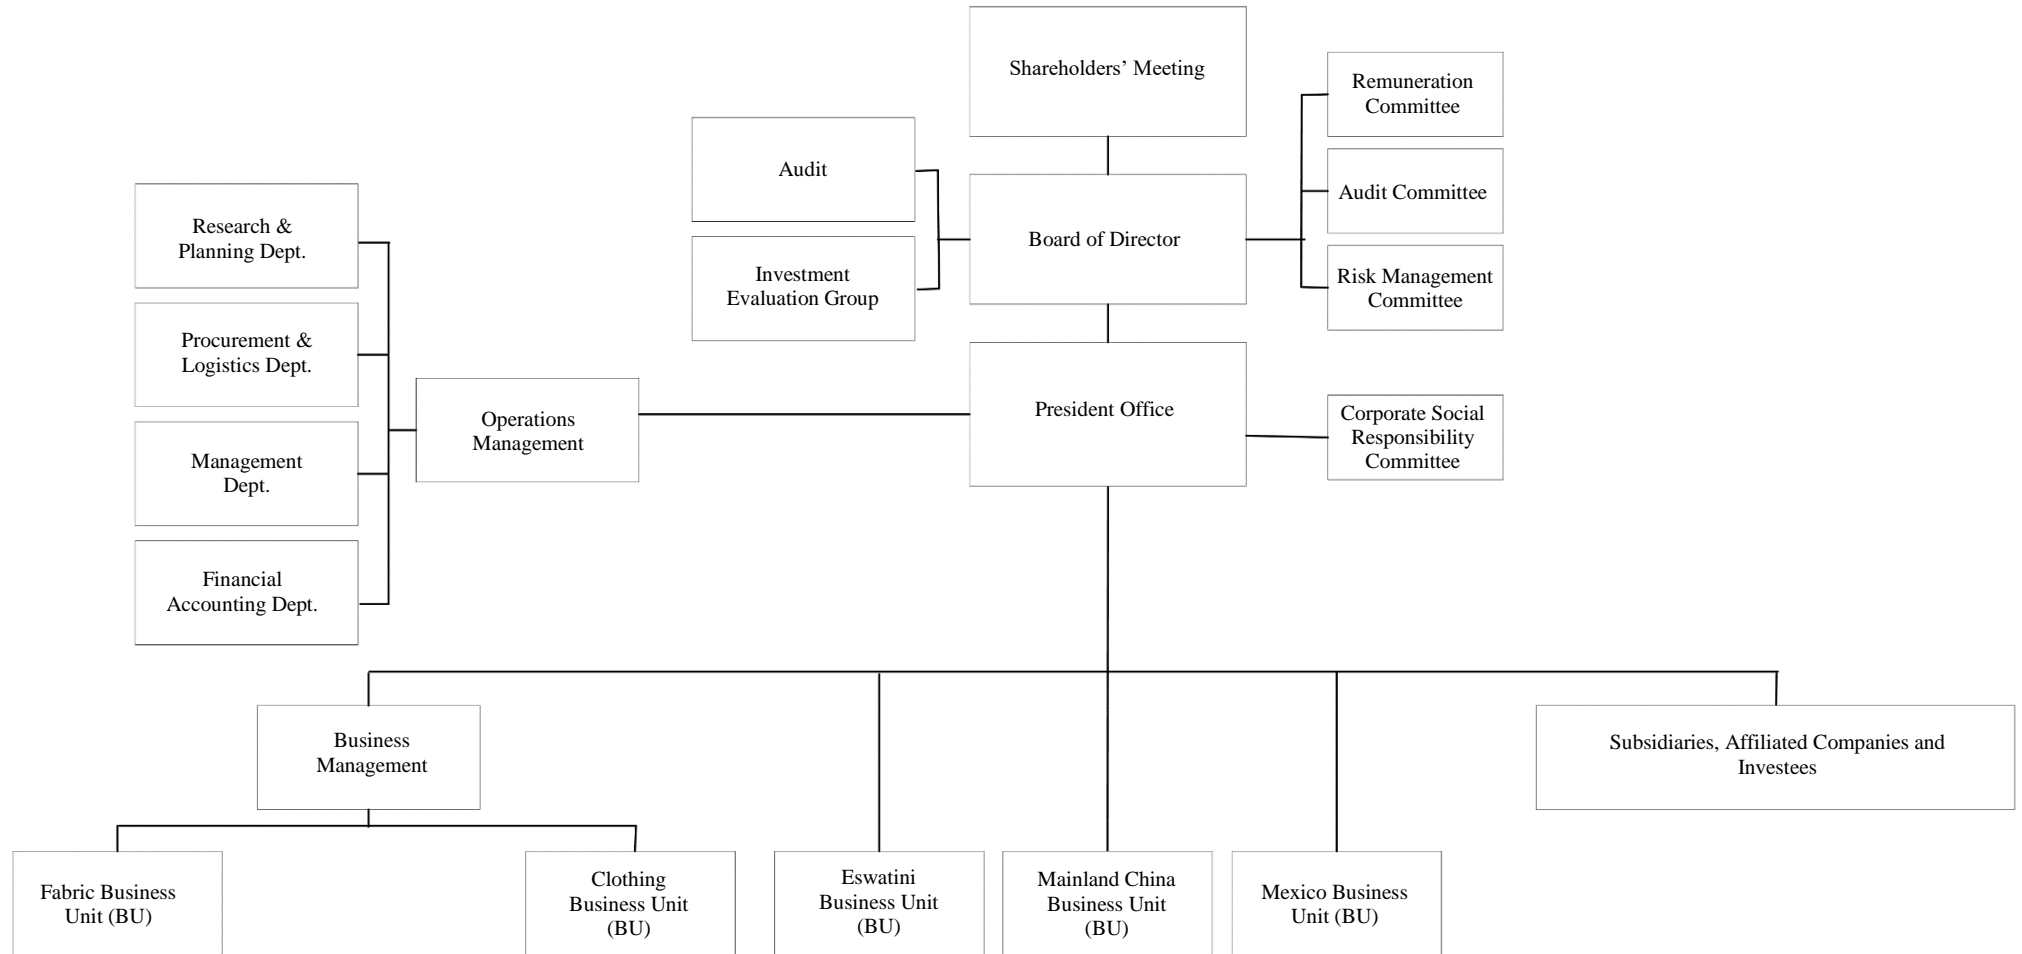 Shareholders’ Meeting
Remuneration
Committee
Audit
Audit Committee
Board of Director
Investment
Evaluation Group
Risk Management
Committee
Research &
Planning Dept.
Procurement &
Logistics Dept.
Management
Dept.
Financial
Accounting Dept.
Operations
Management
President Office
Corporate Social
Responsibility
Committee
Business
Management
Subsidiaries, Affiliated Companies and
Investees
Fabric Business
Unit (BU)
Clothing
Business Unit
(BU)
Eswatini
Business Unit
(BU)
Mainland China
Business Unit
(BU)
Mexico Business
Unit (BU)